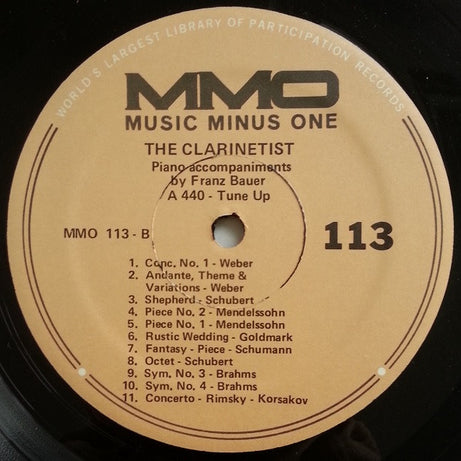 WORLD'S LARGEST LIBRARY OF PARTICIPATION RECORDS
MMO
MUSIC MINUS ONE
THE CLARINETIST
Piano accompaniments
by Franz Bauer
A 440 - Tune Up
MMO 113 - B
113
1. Conc. No. 1 - Weber
2. Andante, Theme &
Variations - Weber
3. Shepherd - Schubert
4. Piece No. 2 - Mendelssohn
5. Piece No. 1 - Mendelssohn
6. Rustic Wedding - Goldmark
7. Fantasy - Piece - Schumann
8. Octet - Schubert
9. Sym. No. 3 - Brahms
10. Sym. No. 4 - Brahms
11. Concerto - Rimsky - Korsakov